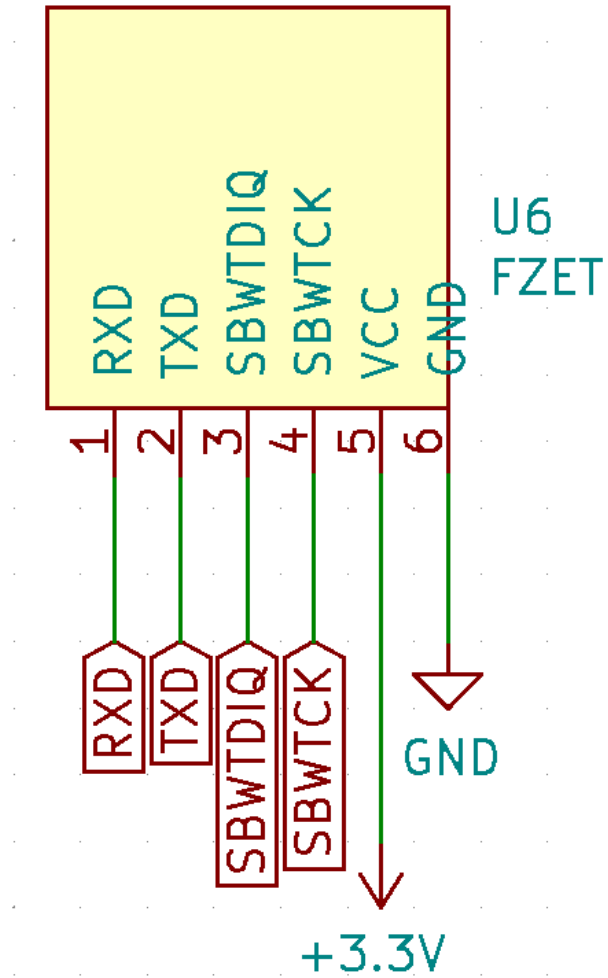 U6
FZET
RXD
TXD
SBWTDIQ
SBWTCK
VCC
GND
1
2
3
4
5
6
RXD
TXD
SBWTDIQ
SBWTCK
GND
+3.3V